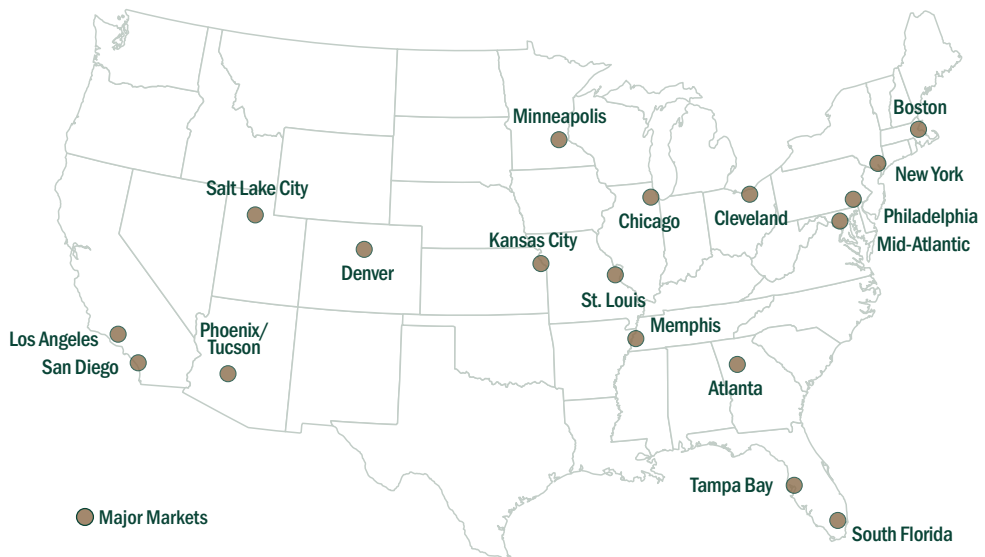 Boston
Minneapolis
New York
Salt Lake City
Chicago
Cleveland
Philadelphia
Mid-Atlantic
Kansas City
Denver
St. Louis
Los Angeles
San Diego
Phoenix/
Tucson
Memphis
Atlanta
Tampa Bay
South Florida
Major Markets